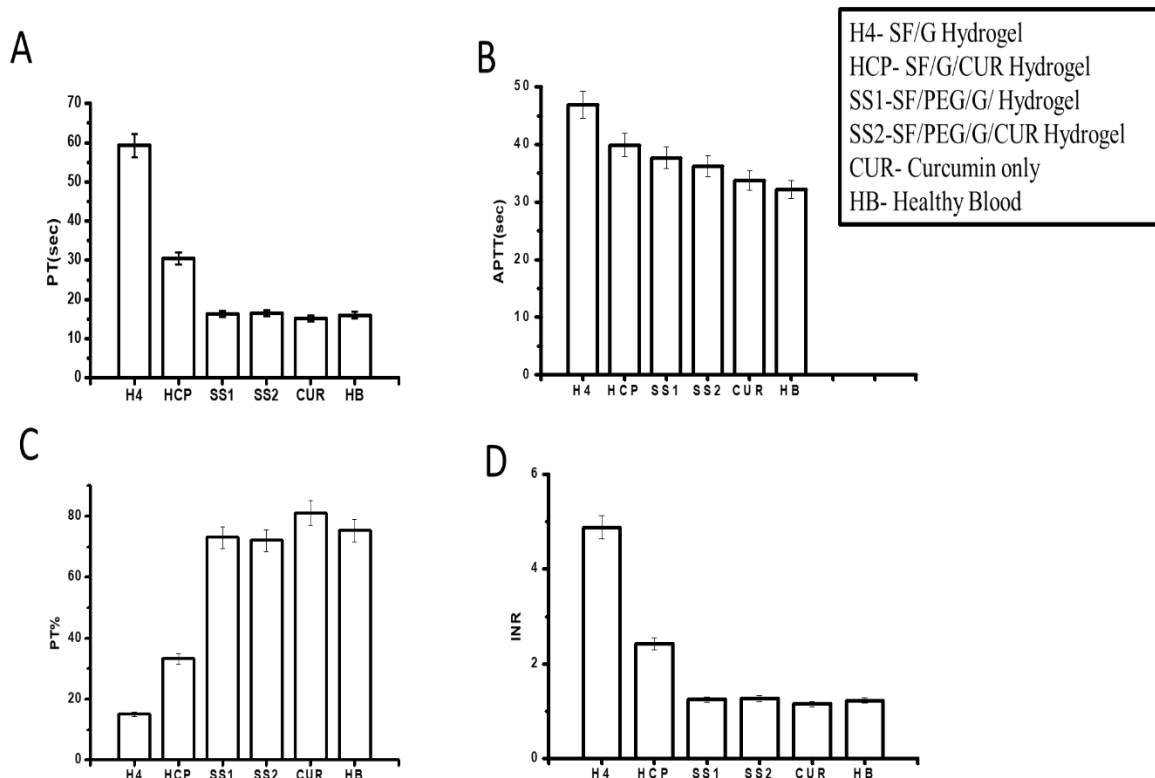 A
PT(sec)
70
60
50
40
30
20
10
0
H4 HCP SS1 SS2 CUR HB
B
APTT(sec)
50
40
30
20
10
0
H4 HCP SS1 SS2 CUR HB
H4- SF/G Hydrogel
HCP- SF/G/CUR Hydrogel
SS1-SF/PEG/G/ Hydrogel
SS2-SF/PEG/G/CUR Hydrogel
CUR- Curcumin only
HB- Healthy Blood
C
PT%
80
60
40
20
0
H4 HCP SS1 SS2 CUR HB
D
INR
6
4
2
0
H4 HCP SS1 SS2 CUR HB